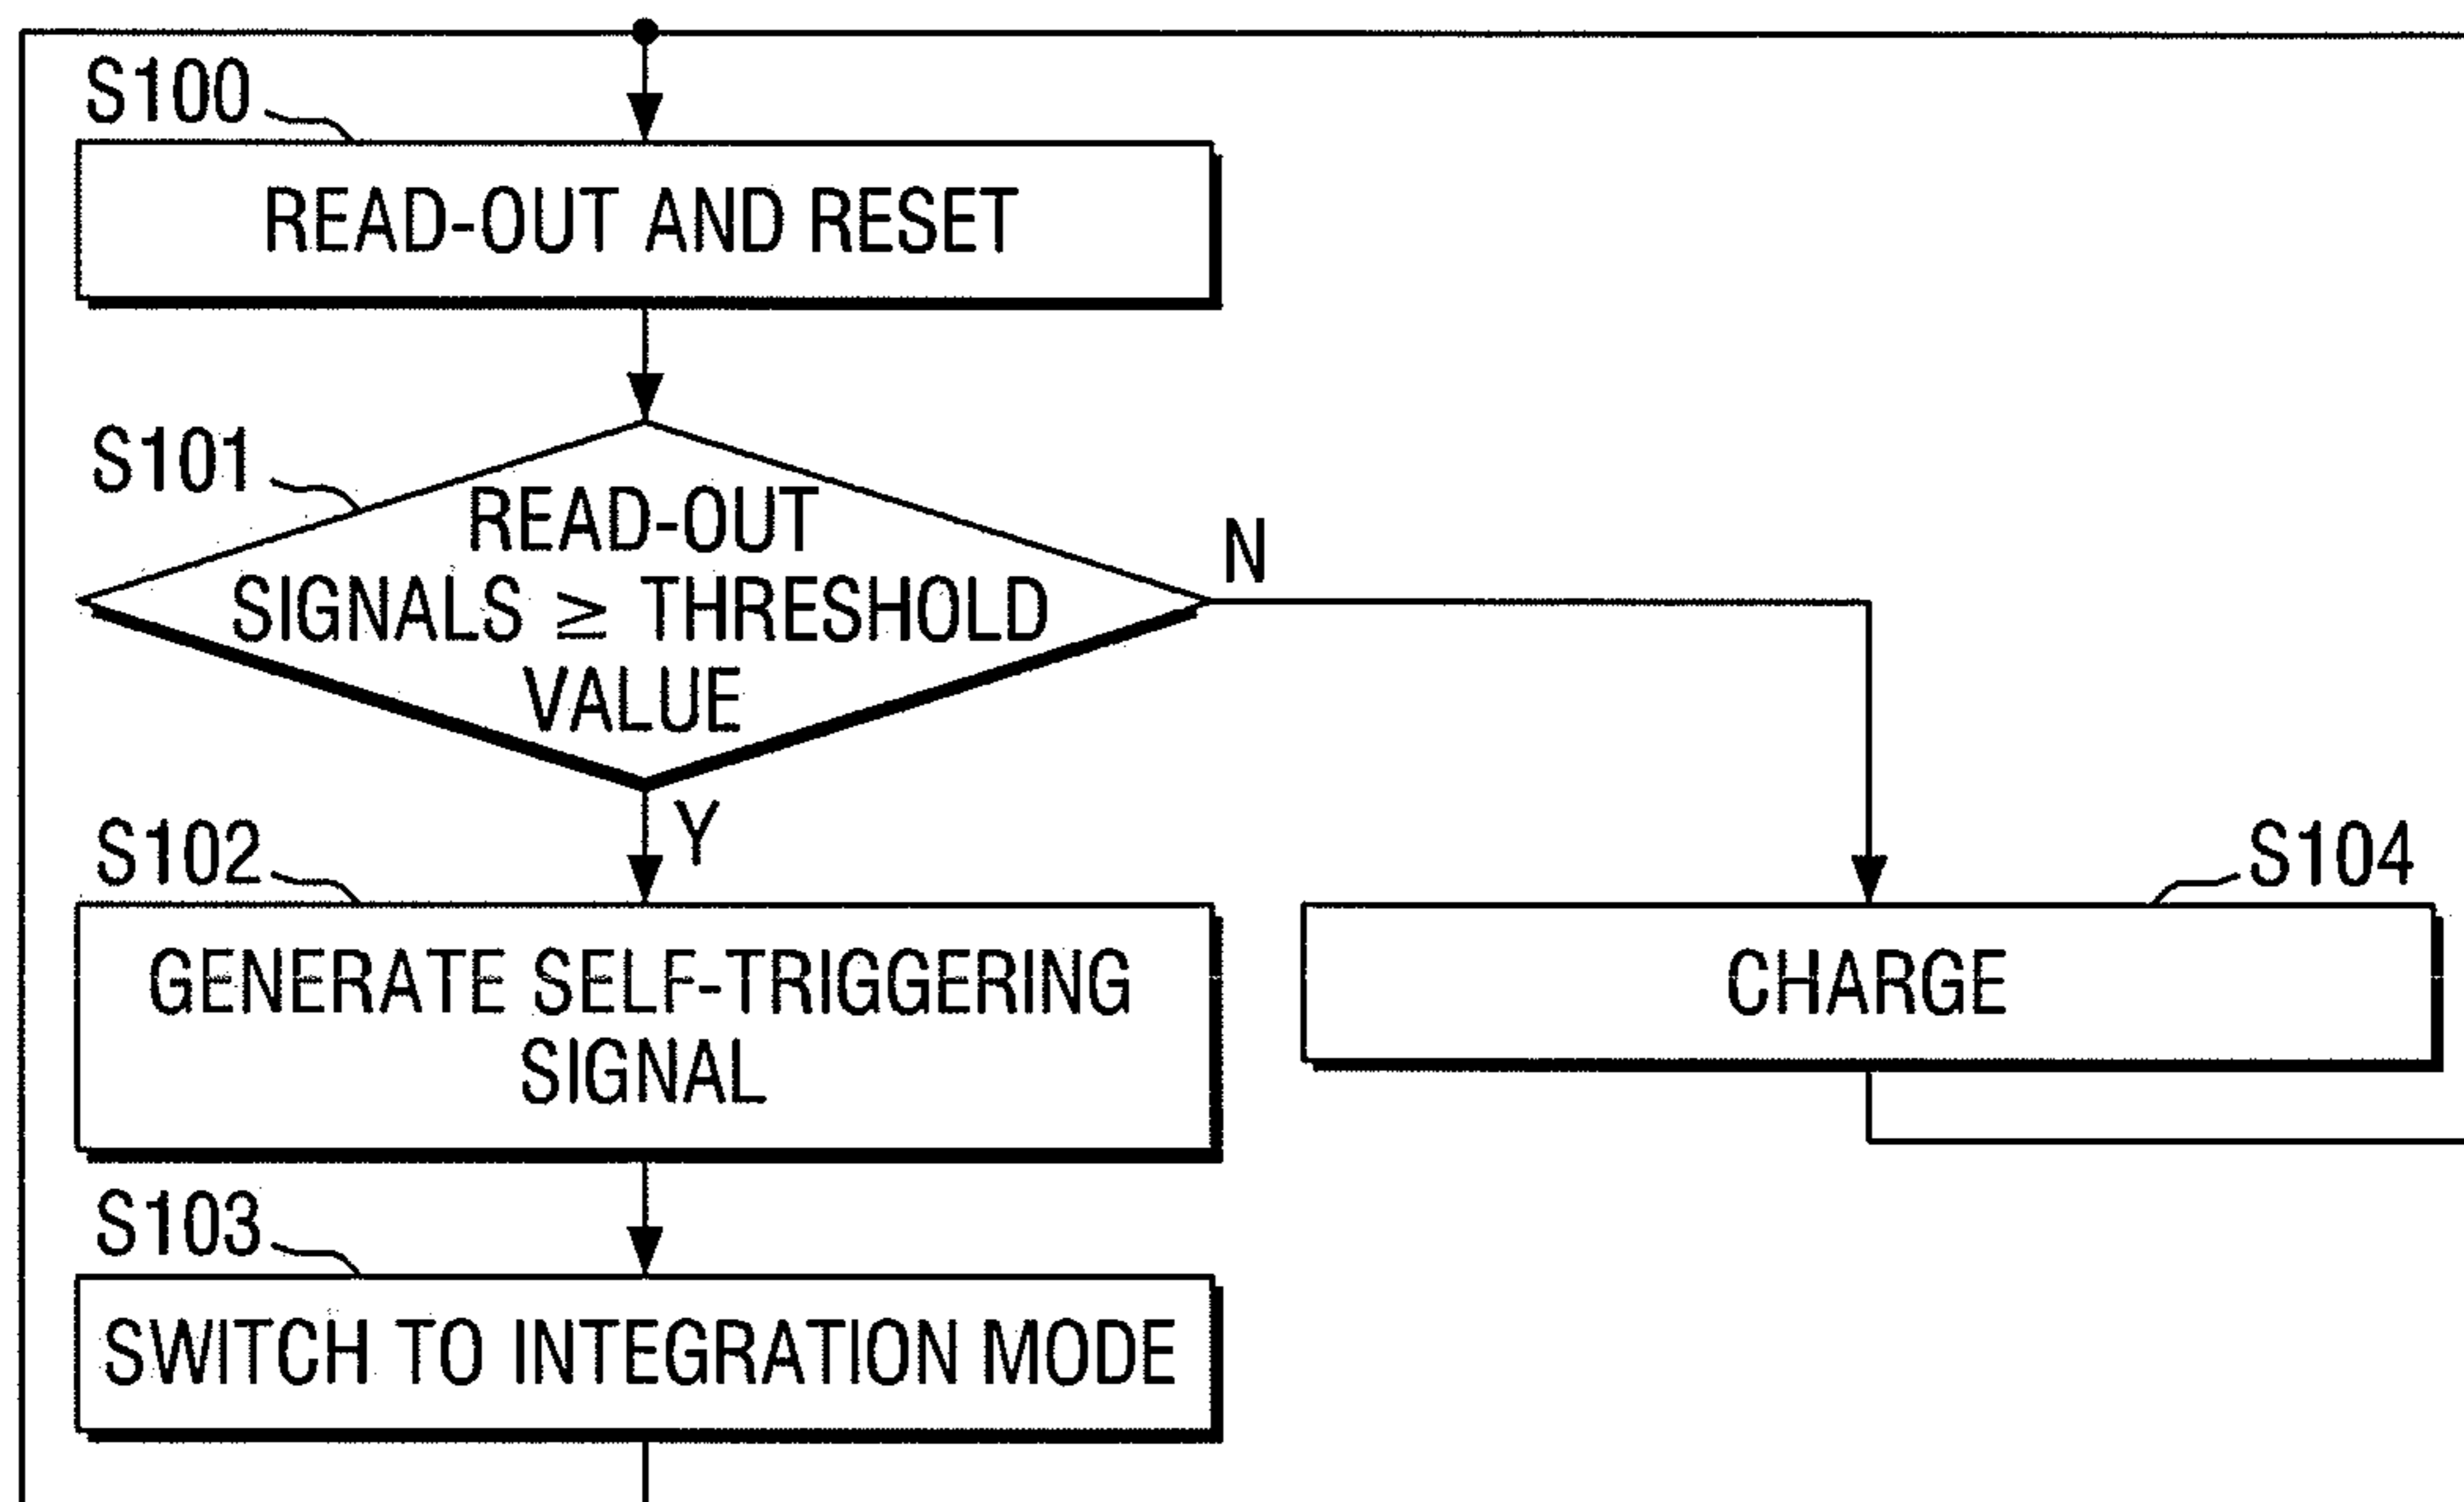 S100
READ-OUT AND RESET
S101
READ-OUT
SIGNALS ≥ THRESHOLD
VALUE
N
Y
S102
GENERATE SELF-TRIGGERING
SIGNAL
S104
CHARGE
S103
SWITCH TO INTEGRATION MODE